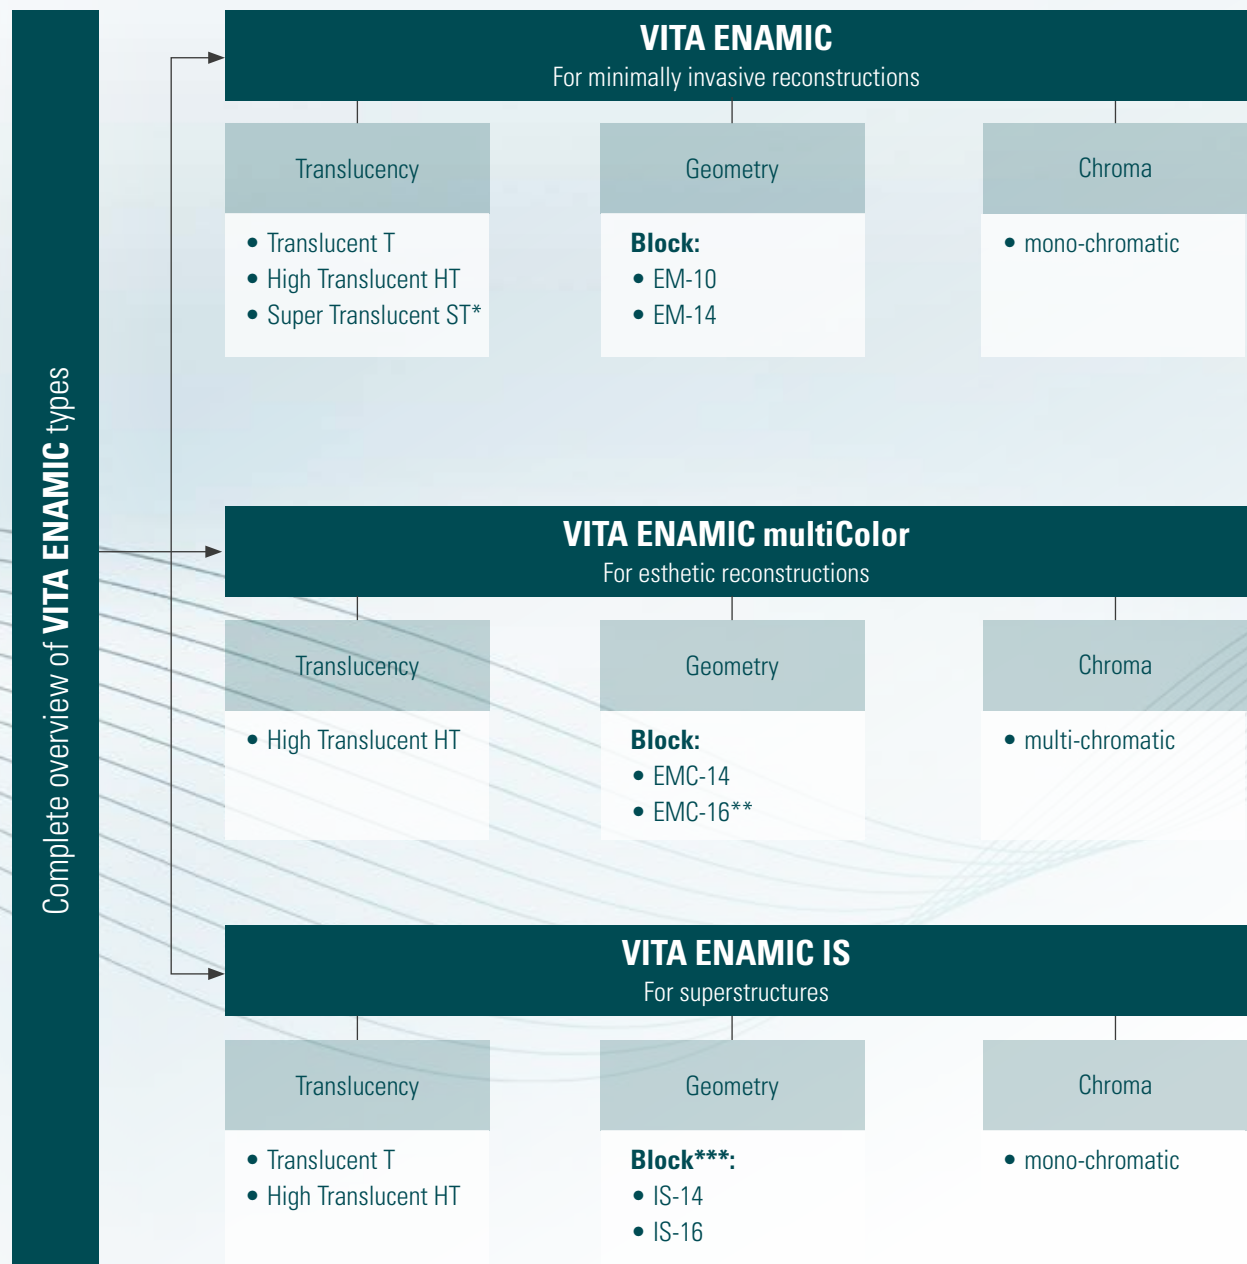 Complete overview of VITA ENAMIC types
VITA ENAMIC
For minimally invasive reconstructions
Translucency
• Translucent T
• High Translucent HT
• Super Translucent ST*
Geometry
Block:
• EM-10
• EM-14
Chroma
• mono-chromatic
VITA ENAMIC multiColor
For esthetic reconstructions
Translucency
• High Translucent HT
Geometry
Block:
• EMC-14
• EMC-16**
Chroma
• multi-chromatic
VITA ENAMIC IS
For superstructures
Translucency
• Translucent T
• High Translucent HT
Geometry
Block***:
• IS-14
• IS-16
Chroma
• mono-chromatic